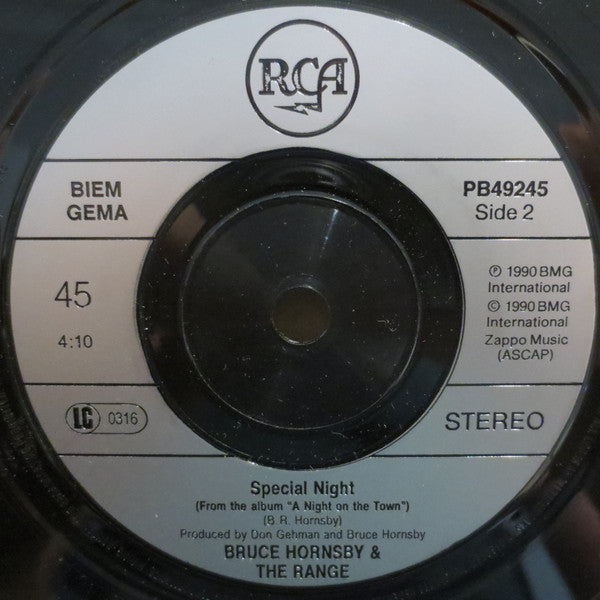 RCA
BIEM
GEMA
PB49245
Side 2
45
4:10
℗ 1990 BMG
International
© 1990 BMG
International
Zappo Music
(ASCAP)
LC 0316
STEREO
Special Night
(From the album "A Night on the Town")
(B.R. Hornsby)
Produced by Don Gehman and Bruce Hornsby
BRUCE HORNSBY &
THE RANGE